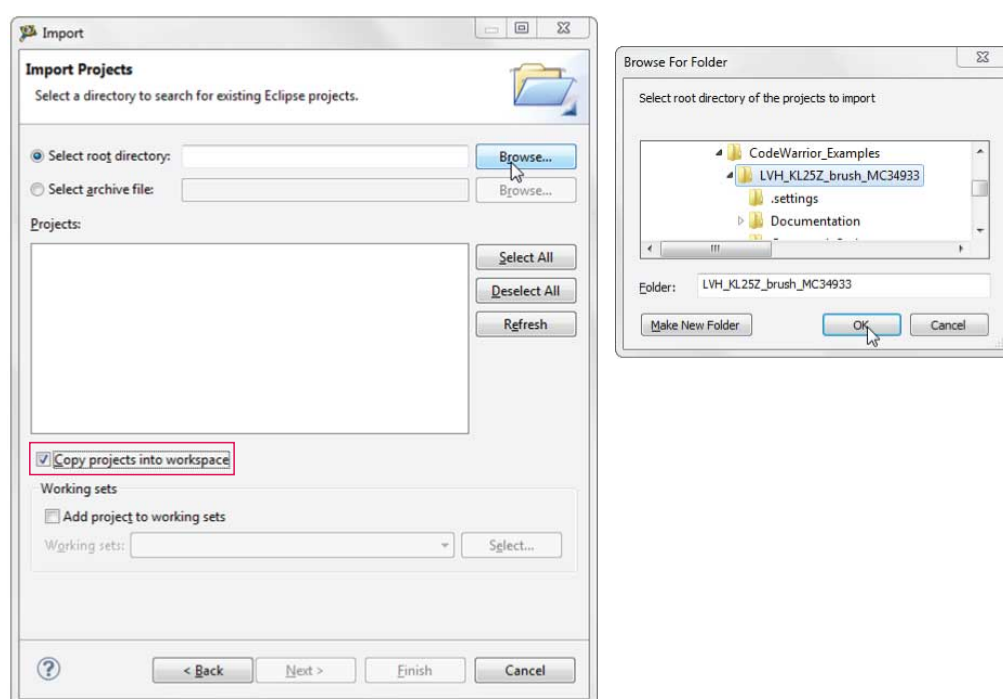 Import
Import Projects
Select a directory to search for existing Eclipse projects.
Select root directory:
Browse...
Select archive file:
Browse...
Projects:
Select All
Deselect All
Refresh
Copy projects into workspace
Working sets
Add project to working sets
Working sets:
Select...
< Back
Next >
Finish
Cancel
Browse For Folder
Select root directory of the projects to import
CodeWarrior_Examples
LVH_KL25Z_brush_MC34933
.settings
Documentation
Folder:
LVH_KL25Z_brush_MC34933
Make New Folder
OK
Cancel